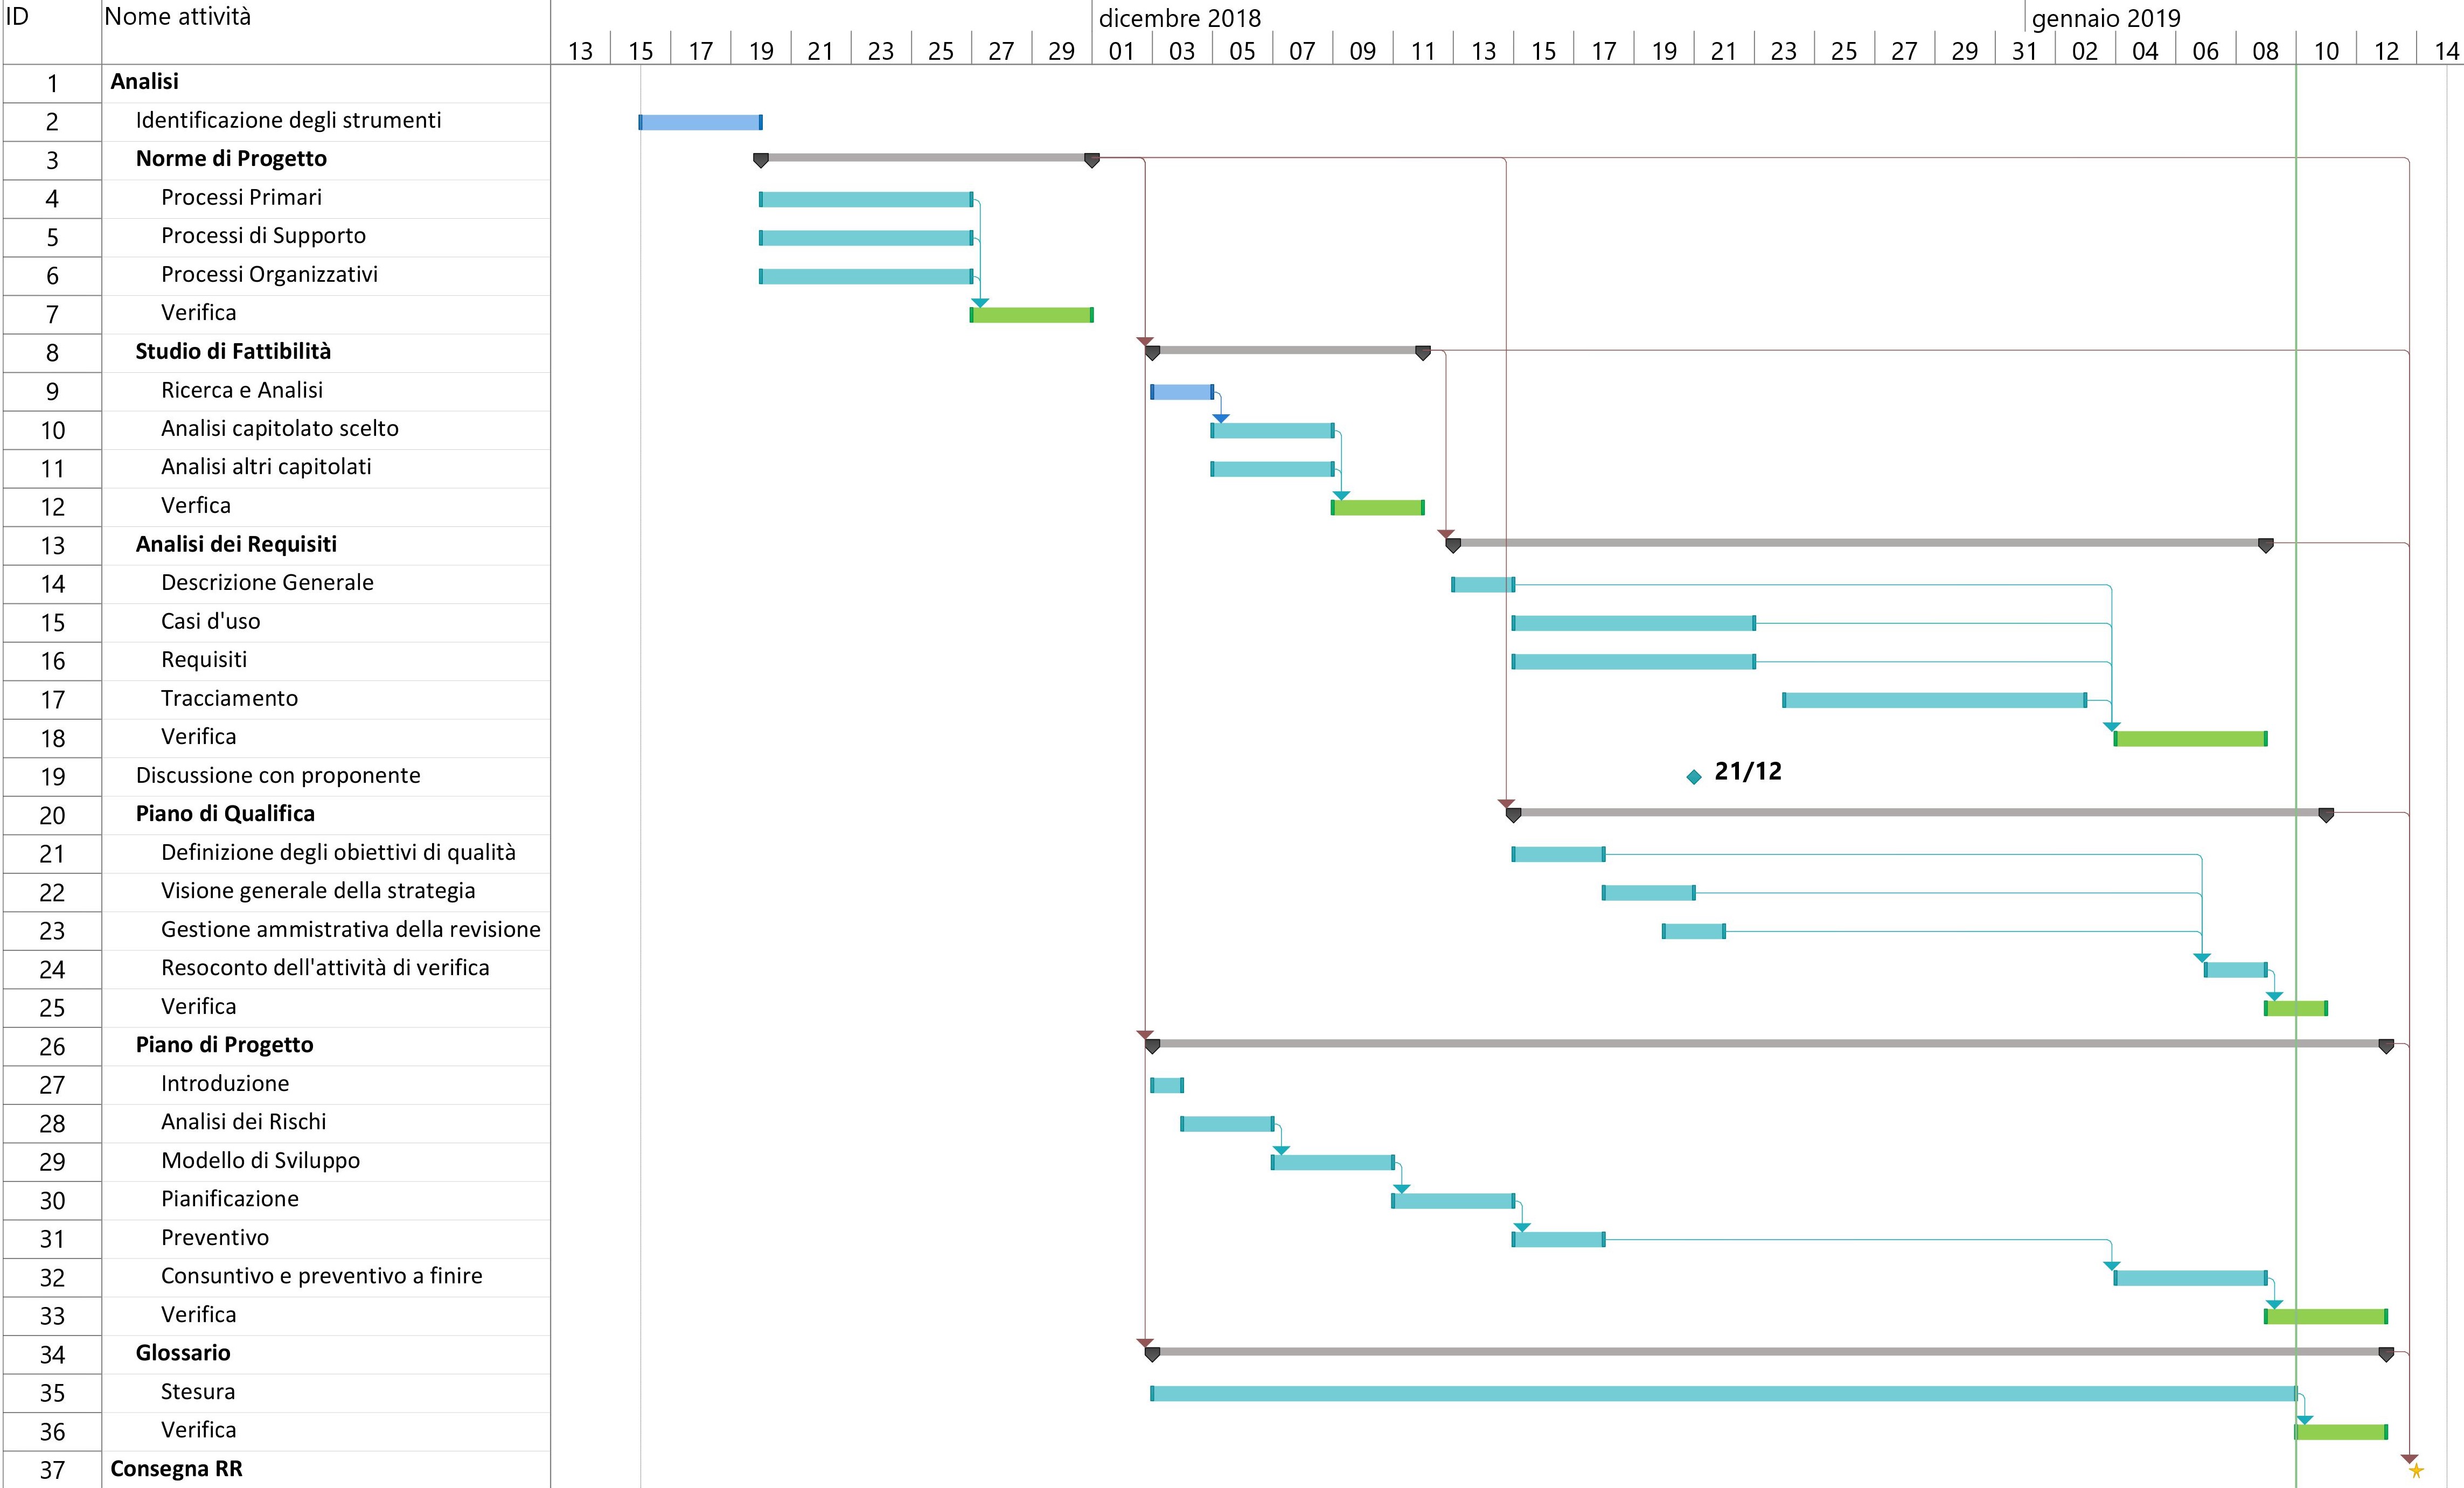 ID Nome attività dicembre 2018 gennaio 2019
13 15 17 19 21 23 25 27 29 01 03 05 07 09 11 13 15 17 19 21 23 25 27 29 31 02 04 06 08 10 12 14
1 Analisi
2 Identificazione degli strumenti
3 Norme di Progetto
4 Processi Primari
5 Processi di Supporto
6 Processi Organizzativi
7 Verifica
8 Studio di Fattibilità
9 Ricerca e Analisi
10 Analisi capitolato scelto
11 Analisi altri capitolati
12 Verfica
13 Analisi dei Requisiti
14 Descrizione Generale
15 Casi d'uso
16 Requisiti
17 Tracciamento
18 Verifica
19 Discussione con proponente 21/12
20 Piano di Qualifica
21 Definizione degli obiettivi di qualità
22 Visione generale della strategia
23 Gestione ammistrativa della revisione
24 Resoconto dell'attività di verifica
25 Verifica
26 Piano di Progetto
27 Introduzione
28 Analisi dei Rischi
29 Modello di Sviluppo
30 Pianificazione
31 Preventivo
32 Consuntivo e preventivo a finire
33 Verifica
34 Glossario
35 Stesura
36 Verifica
37 Consegna RR